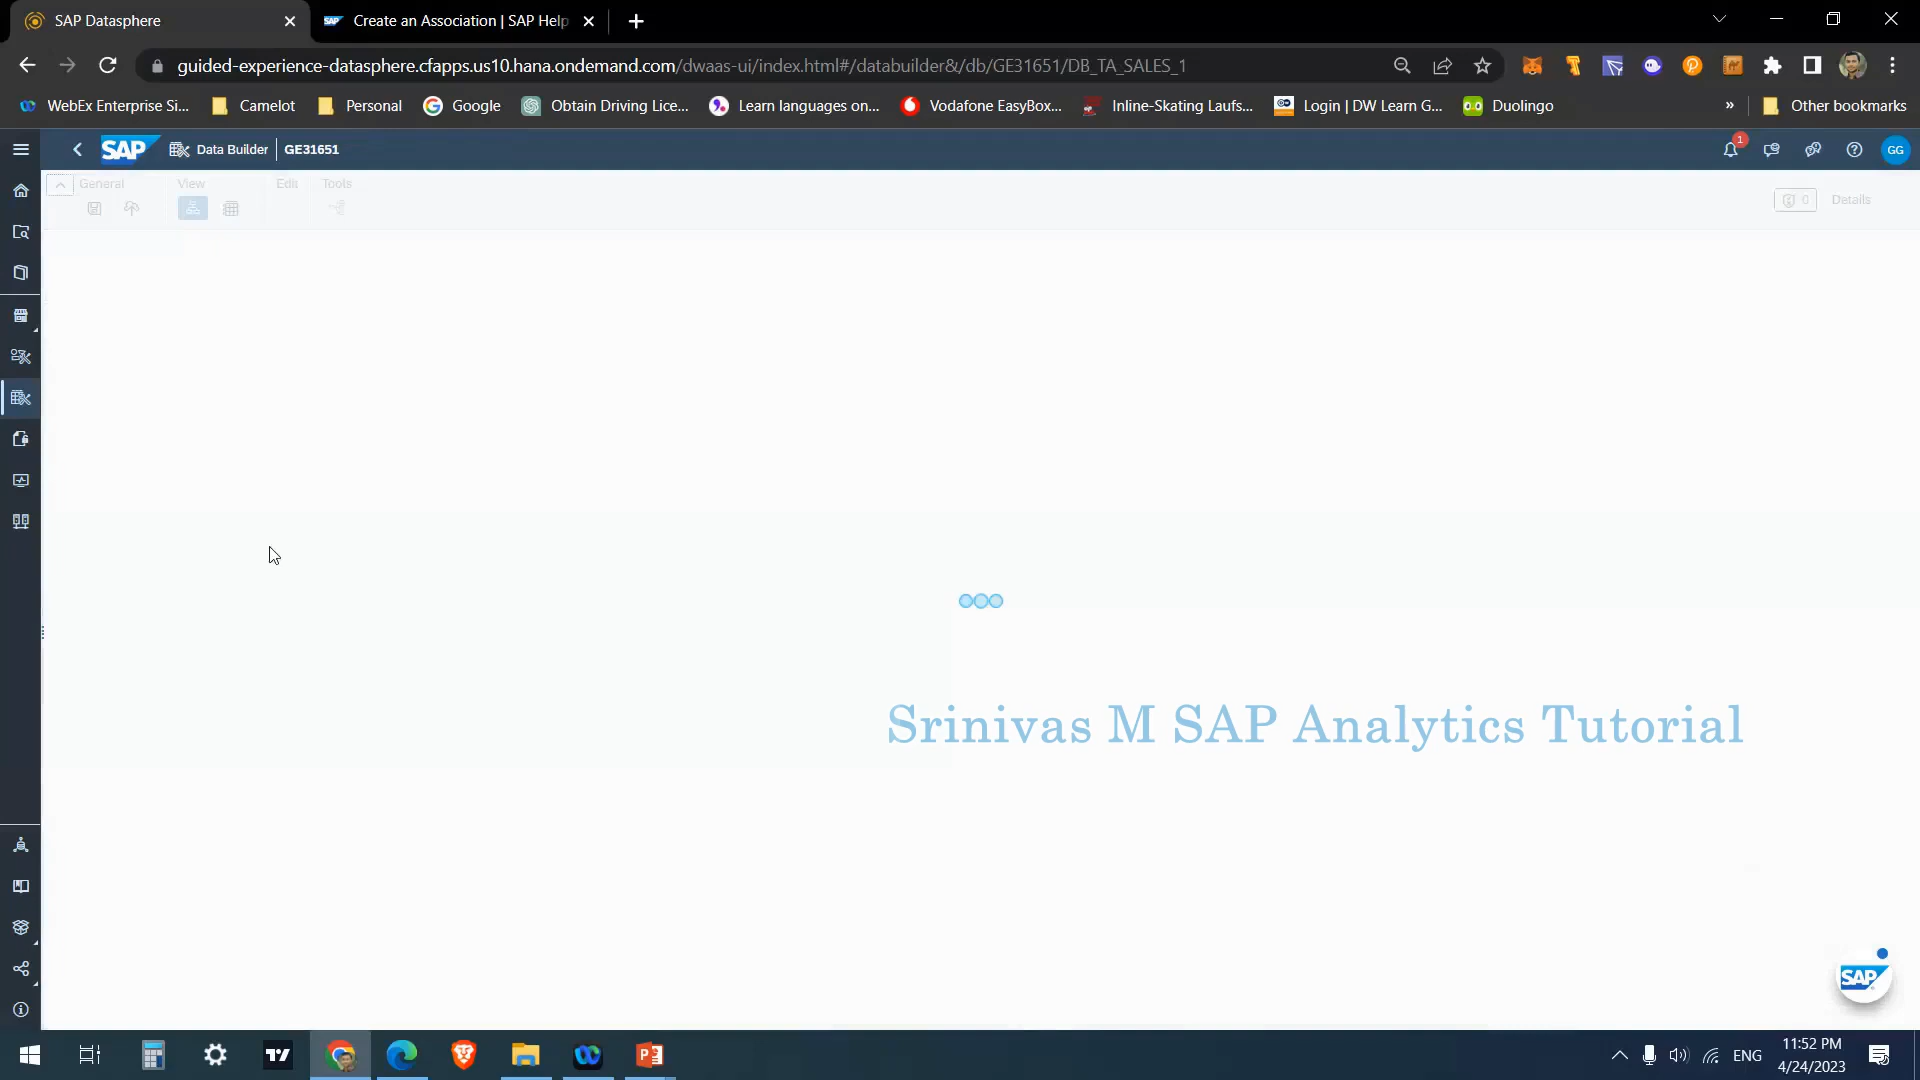 SAP Datasphere
SAP Create an Association | SAP Help
guided-experience-datasphere.cfapps.us10.hana.ondemand.com/dwaas-ui/index.html#/databuilder&/db/GE31651/DB_TA_SALES_1
WebEx Enterprise Si... Camelot Personal Google Obtain Driving Lice... Learn languages on... Vodafone EasyBox... Inline-Skating Laufs... Login | DW Learn G... Duolingo » Other bookmarks
SAP Data Builder GE31651 1 GG
General View Edit Tools
0 Details
Srinivas M SAP Analytics Tutorial
SAP
ENG
11:52 PM
4/24/2023